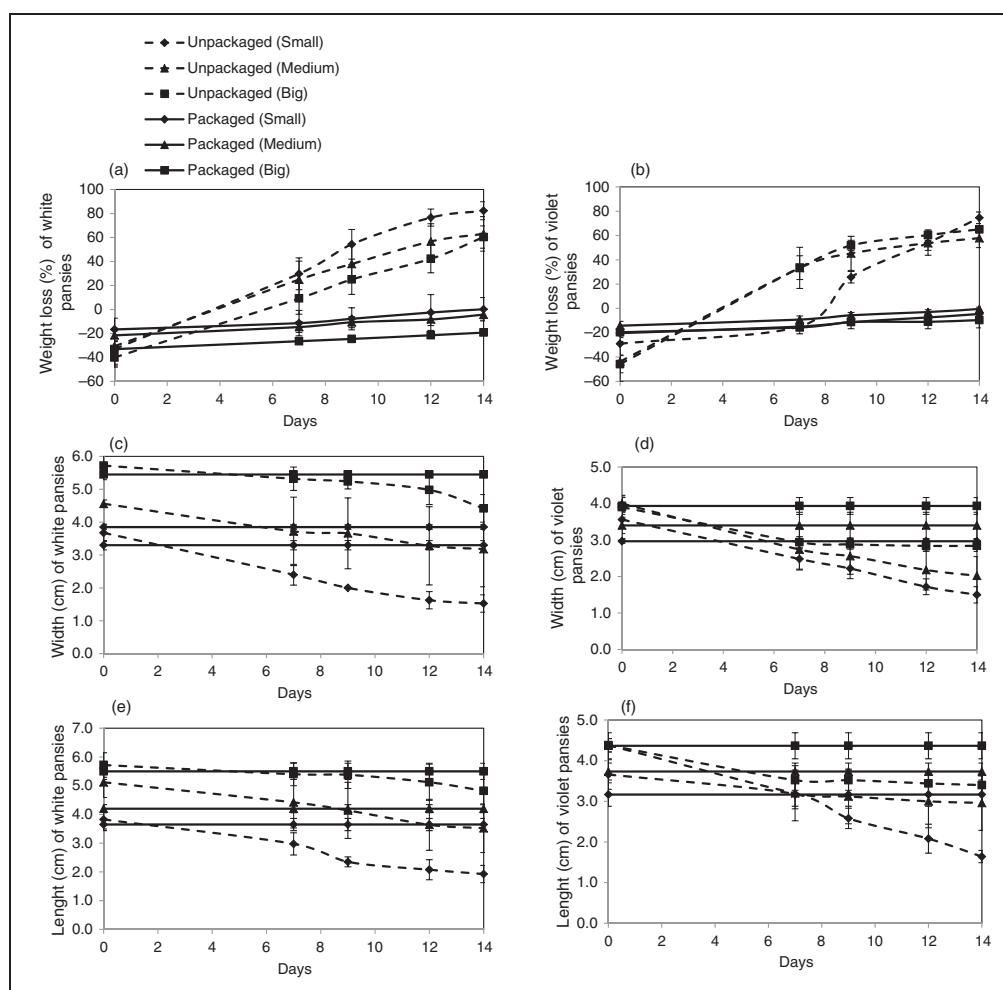 Unpackaged (Small)
Unpackaged (Medium)
Unpackaged (Big)
Packaged (Small)
Packaged (Medium)
Packaged (Big)
(a)
Weight loss (%) of white
pansies
100
80
60
40
20
0
−20
−40
−60
0 2 4 6 8 10 12 14
Days
(b)
Weight loss (%) of violet
pansies
100
80
60
40
20
0
−20
−40
−60
0 2 4 6 8 10 12 14
Days
(c)
Width (cm) of white pansies
6.0
5.0
4.0
3.0
2.0
1.0
0.0
0 2 4 6 8 10 12 14
Days
(d)
Width (cm) of violet
pansies
5.0
4.0
3.0
2.0
1.0
0.0
0 2 4 6 8 10 12 14
Days
(e)
Lenght (cm) of white pansies
7.0
6.0
5.0
4.0
3.0
2.0
1.0
0.0
0 2 4 6 8 10 12 14
Days
(f)
Lenght (cm) of violet pansies
5.0
4.0
3.0
2.0
1.0
0.0
0 2 4 6 8 10 12 14
Days